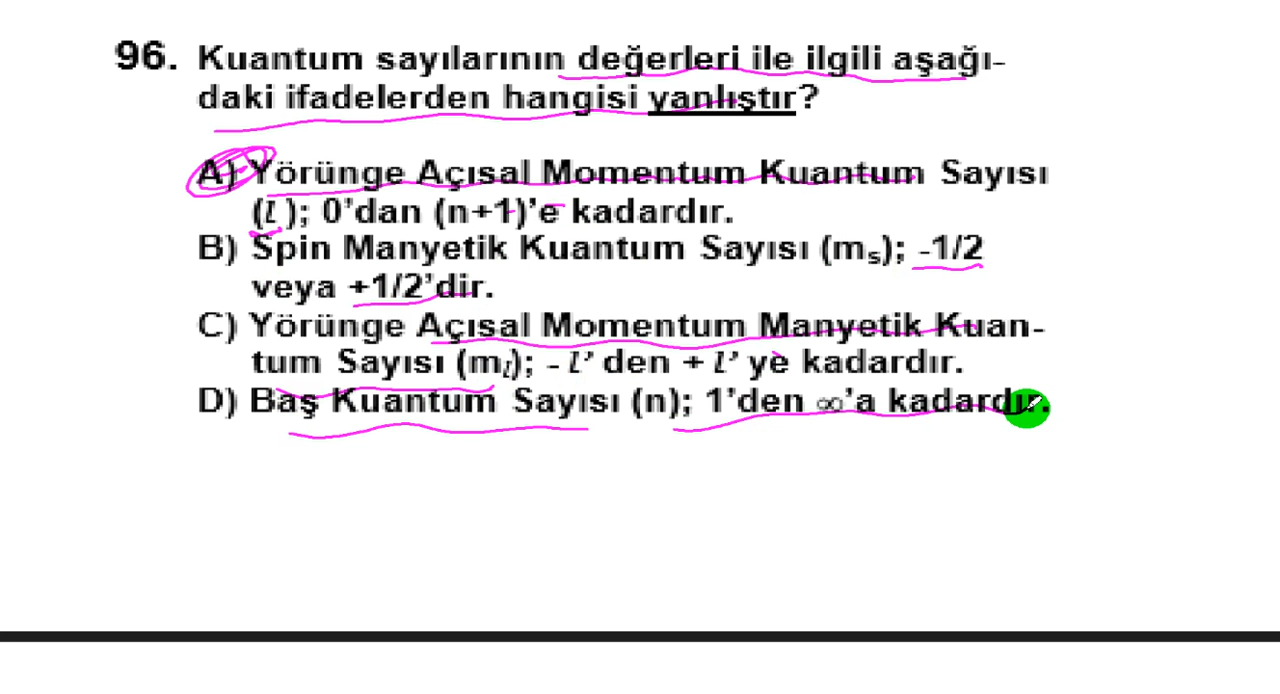 96. Kuantum sayılarının değerleri ile ilgili aşağı-
daki ifadelerden hangisi yanlıştır?
A) Yörünge Açısal Momentum Kuantum Sayısı
(l); 0'dan (n+1)'e kadardır.
B) Spin Manyetik Kuantum Sayısı (ms); -1/2
veya +1/2'dir.
C) Yörünge Açısal Momentum Manyetik Kuan-
tum Sayısı (ml); - l' den + l' ye kadardır.
D) Baş Kuantum Sayısı (n); 1'den ∞'a kadardır.